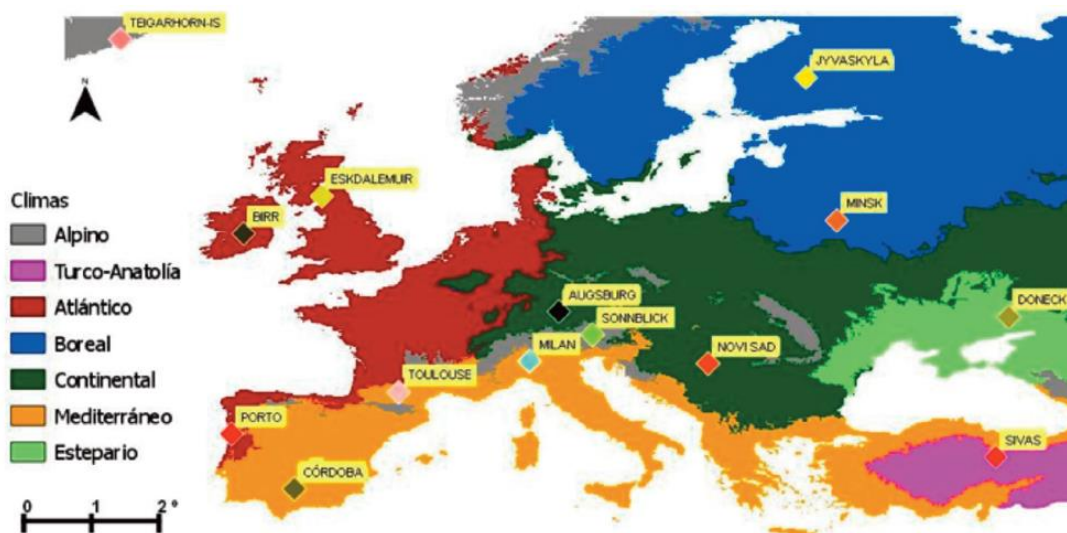 TEIGARHORN-IS
JYVASKYLA
N
ESKDALEMUIR
Climas
MINSK
BIRR
Alpino
Turco-Anatolía
Atlántico
AUGSBURG
DONECK
SONNBLICK
Boreal
MILAN
NOVI SAD
Continental
TOULOUSE
Mediterráneo
PORTO
SIVAS
Estepario
CÓRDOBA
0 1 2 °